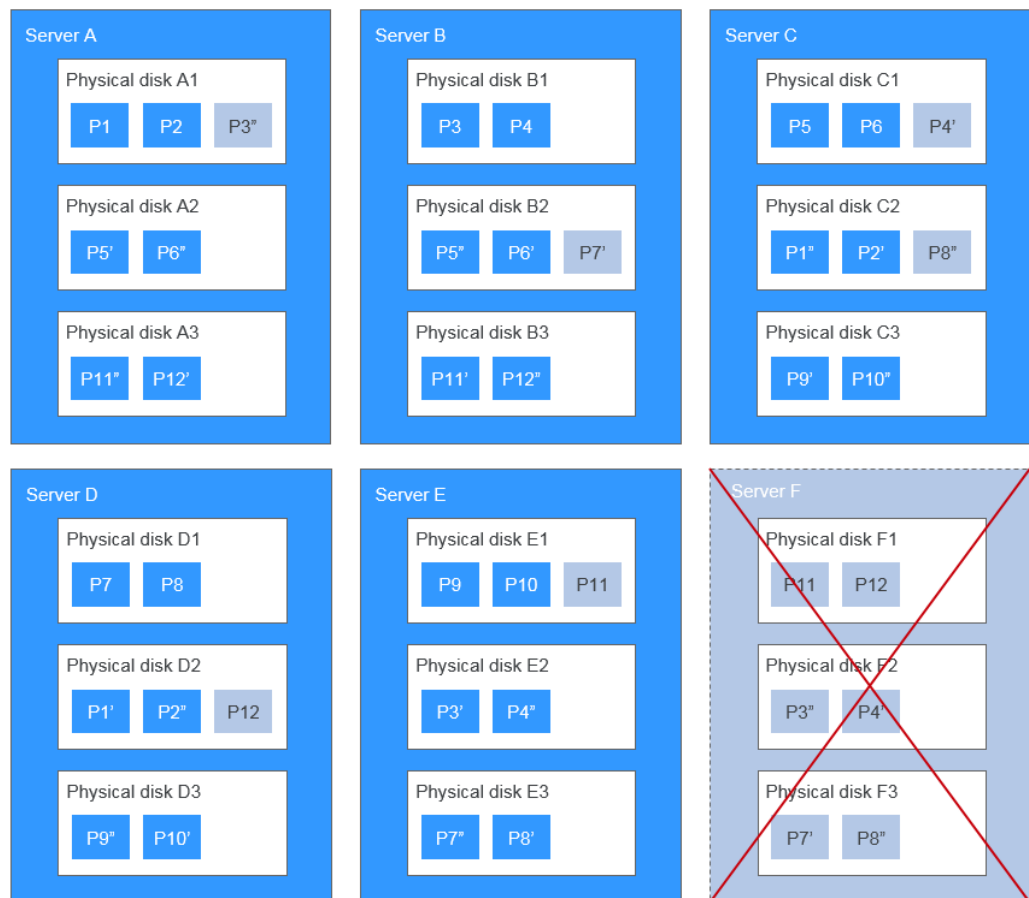 Server A
Physical disk A1
P1 P2 P3”
Physical disk A2
P5’ P6”
Physical disk A3
P11” P12’
Server B
Physical disk B1
P3 P4
Physical disk B2
P5” P6’ P7’
Physical disk B3
P11’ P12”
Server C
Physical disk C1
P5 P6 P4’
Physical disk C2
P1” P2’ P8”
Physical disk C3
P9’ P10”
Server D
Physical disk D1
P7 P8
Physical disk D2
P1’ P2” P12
Physical disk D3
P9” P10’
Server E
Physical disk E1
P9 P10 P11
Physical disk E2
P3’ P4”
Physical disk E3
P7” P8’
Server F
Physical disk F1
P11 P12
Physical disk F2
P3” P4’
Physical disk F3
P7’ P8”